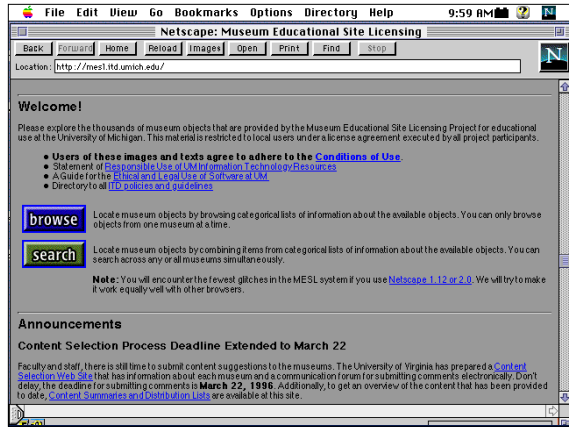 File Edit View Go Bookmarks Options Directory Help 9:59 AM
Netscape: Museum Educational Site Licensing
Back Forward Home Reload Images Open Print Find Stop
N
Location: http://mesl.itd.umich.edu/
Welcome!
Please explore the thousands of museum objects that are provided by the Museum Educational Site Licensing Project for educational
use at the University of Michigan. This material is restricted to local users under a license agreement executed by all project participants.
• Users of these images and texts agree to adhere to the Conditions of Use.
• Statement of Responsible Use of UM Information Technology Resources
• A Guide for the Ethical and Legal Use of Software at UM
• Directory to all ITD policies and guidelines
browse
Locate museum objects by browsing categorical lists of information about the available objects. You can only browse
objects from one museum at a time.
search
Locate museum objects by combining items from categorical lists of information about the available objects. You can
search across any or all museums simultaneously.
Note: You will encounter the fewest glitches in the MESL system if you use Netscape 1.12 or 2.0. We will try to make
it work equally well with other browsers.
Announcements
Content Selection Process Deadline Extended to March 22
Faculty and staff, there is still time to submit content suggestions to the museums. The University of Virginia has prepared a Content
Selection Web Site that has information about each museum and a communication forum for submitting comments electronically. Don't
delay, the deadline for submitting comments is March 22, 1996. Additionally, to get an overview of the content that has been provided
to date, Content Summaries and Distribution Lists are available at this site.